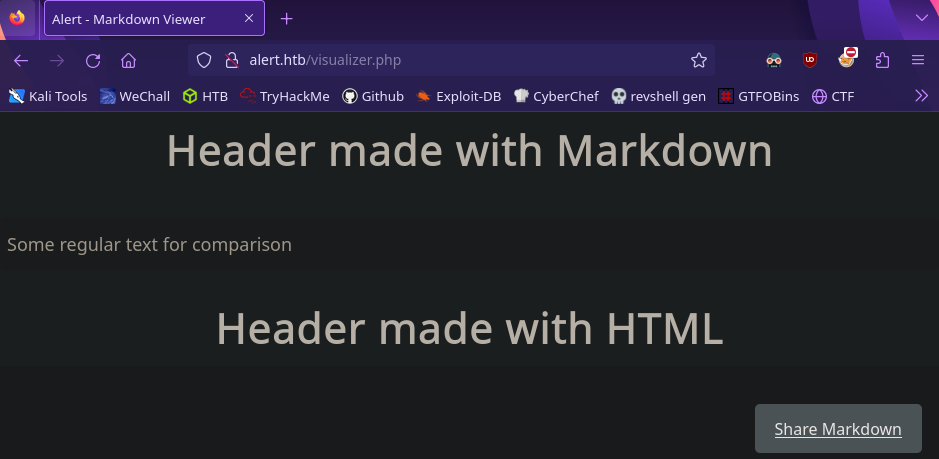 Alert - Markdown Viewer
alert.htb/visualizer.php
Kali Tools WeChall HTB TryHackMe Github Exploit-DB CyberChef revshell gen GTFOBins CTF
Header made with Markdown
Some regular text for comparison
Header made with HTML
Share Markdown